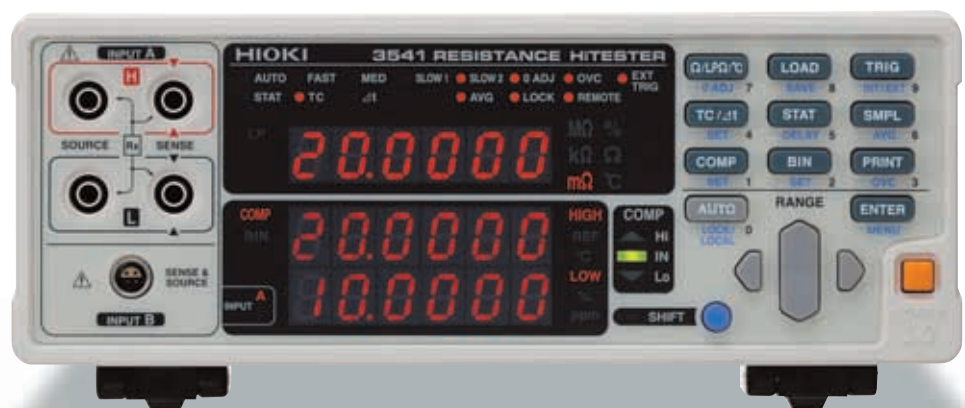 INPUT A
H
SOURCE Rx SENSE
L
SENSE &
SOURCE
INPUT B
HIOKI 3541 RESISTANCE HiTESTER
AUTO FAST MED SLOW 1 SLOW 2 0 ADJ OVC EXT
TRIG
STAT TC ⊿t AVG LOCK REMOTE
LP
20.0000
MΩ %
kΩ Ω
mΩ ℃
COMP
BIN
20.0000
HIGH
REF
℃
10.0000
LOW
%
ppm
INPUT A
COMP
Hi
IN
Lo
SHIFT
Ω/LPΩ/℃ LOAD TRIG
0 ADJ 7 SAVE 8 INT/EXT 9
TC/⊿t STAT SMPL
SET 4 DELAY 5 AVG 6
COMP BIN PRINT
SET 1 SET 2 OVC 3
AUTO RANGE ENTER
LOCK/ 0
LOCAL
MENU